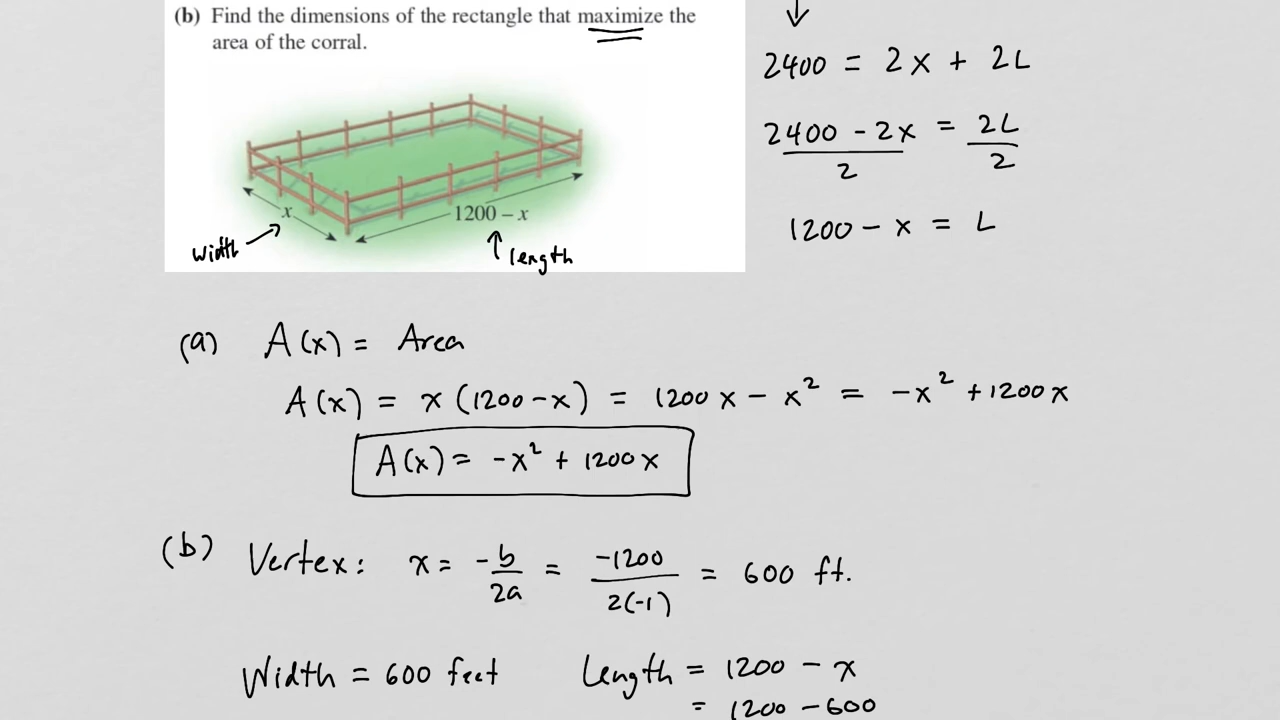 (b) Find the dimensions of the rectangle that maximize the
area of the corral.
x
1200 – x
width
length
2400 = 2x + 2L
2400 - 2x / 2 = 2L / 2
1200 - x = L
(a) A(x) = Area
A(x) = x(1200-x) = 1200x - x² = -x² + 1200x
A(x) = -x² + 1200x
(b) Vertex: x = -b/2a = -1200/2(-1) = 600 ft.
Width = 600 feet
Length = 1200 - x
= 1200 - 600